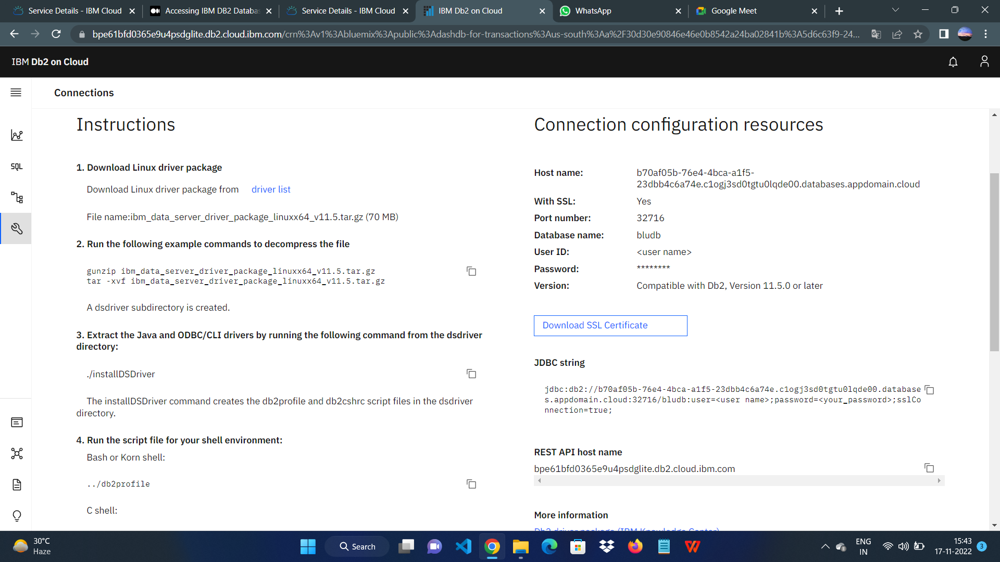 Service Details - IBM Cloud
Accessing IBM DB2 Databas
Service Details - IBM Cloud
IBM Db2 on Cloud
WhatsApp
Google Meet
bpe61bfd0365e9u4psdglite.db2.cloud.ibm.com/crn%3Av1%3Abluemix%3Apublic%3Adashdb-for-transactions%3Aus-south%3Aa%2F30d30e90846e46e0b8542a24ba02841b%3A5d6c63f9-24...
IBM Db2 on Cloud
Connections
SQL
Instructions
1. Download Linux driver package
Download Linux driver package from driver list
File name:ibm_data_server_driver_package_linuxx64_v11.5.tar.gz (70 MB)
2. Run the following example commands to decompress the file
gunzip ibm_data_server_driver_package_linuxx64_v11.5.tar.gz
tar -xvf ibm_data_server_driver_package_linuxx64_v11.5.tar.gz
A dsdriver subdirectory is created.
3. Extract the Java and ODBC/CLI drivers by running the following command from the dsdriver
directory:
./installDSDriver
The installDSDriver command creates the db2profile and db2cshrc script files in the dsdriver
directory.
4. Run the script file for your shell environment:
Bash or Korn shell:
../db2profile
C shell:
Connection configuration resources
Host name: b70af05b-76e4-4bca-a1f5-
23dbb4c6a74e.c1ogj3sd0tgtu0lqde00.databases.appdomain.cloud
With SSL: Yes
Port number: 32716
Database name: bludb
User ID: <user name>
Password: ********
Version: Compatible with Db2, Version 11.5.0 or later
Download SSL Certificate
JDBC string
jdbc:db2://b70af05b-76e4-4bca-a1f5-23dbb4c6a74e.c1ogj3sd0tgtu0lqde00.database
s.appdomain.cloud:32716/bludb:user=<user name>;password=<your_password>;sslCo
nnection=true;
REST API host name
bpe61bfd0365e9u4psdglite.db2.cloud.ibm.com
More information
Db2 driver package (IBM Knowledge Center)
30°C
Haze
Search
ENG
IN
15:43
17-11-2022
3